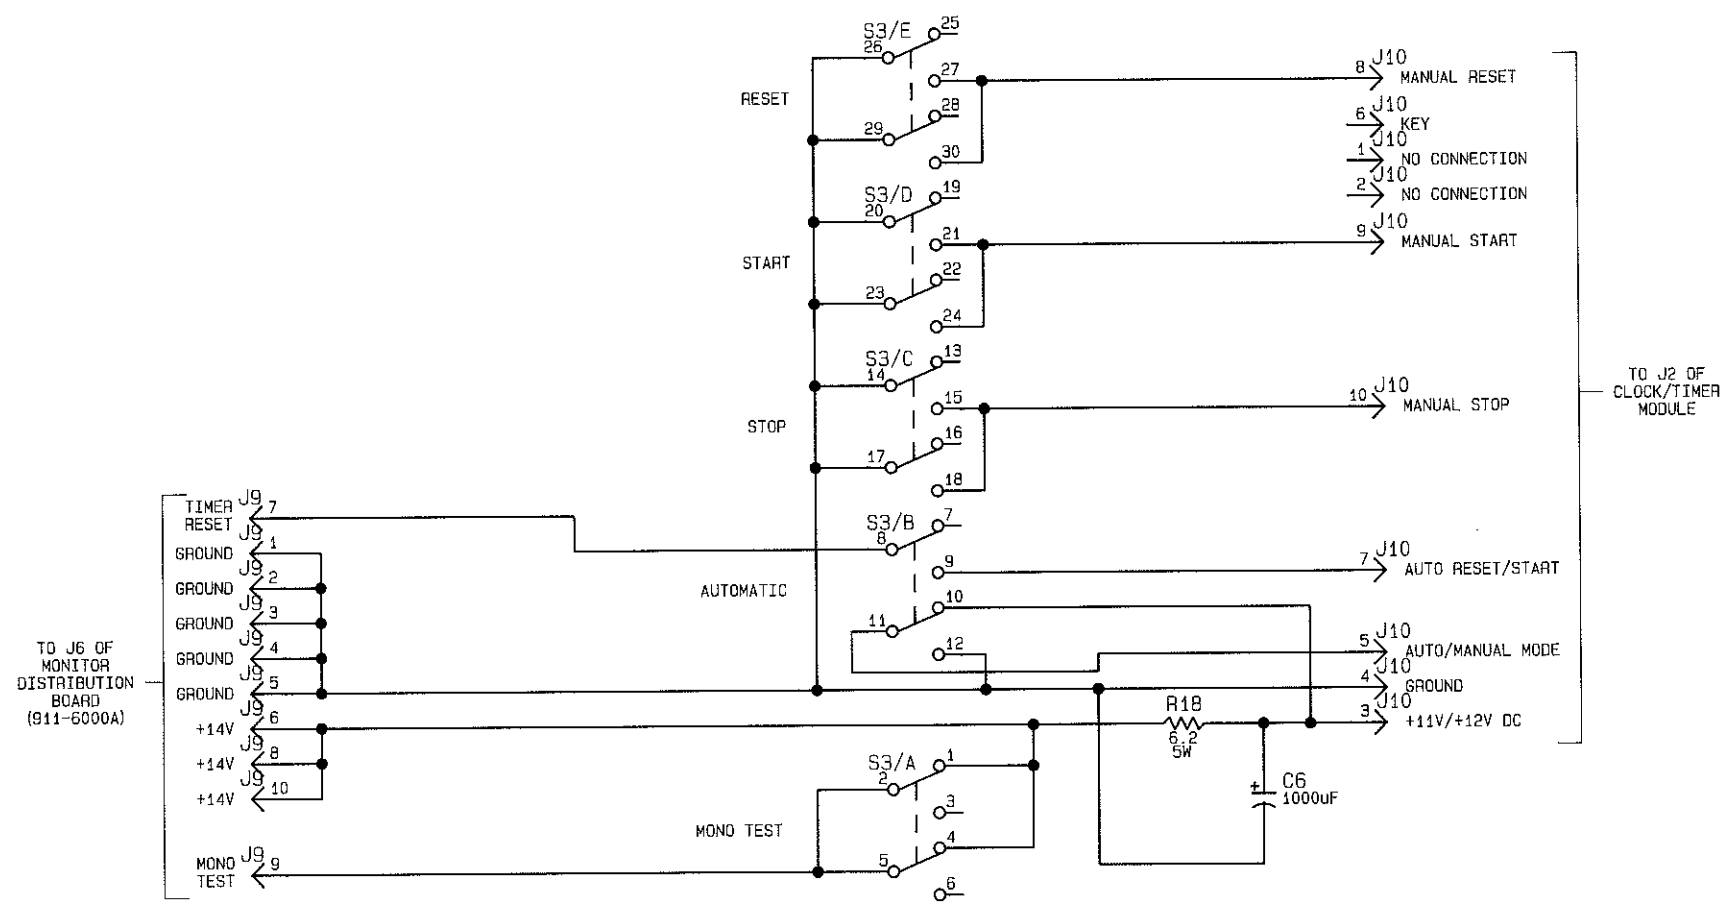 S3/E
25
26
27
28
29
30
RESET
J10
8 MANUAL RESET
J10
6 KEY
J10
1 NO CONNECTION
J10
2 NO CONNECTION
S3/D
19
20
21
22
23
24
START
J10
9 MANUAL START
S3/C
13
14
15
16
17
18
STOP
J10
10 MANUAL STOP
TO J2 OF
CLOCK/TIMER
MODULE
S3/B
7
8
9
10
11
12
AUTOMATIC
J10
7 AUTO RESET/START
J10
5 AUTO/MANUAL MODE
J10
4 GROUND
J10
3 +11V/+12V DC
TO J6 OF
MONITOR
DISTRIBUTION
BOARD
(911-6000A)
TIMER
RESET
J9
7
GROUND
J9
1
GROUND
J9
2
GROUND
J9
3
GROUND
J9
4
GROUND
J9
5
+14V
J9
6
+14V
J9
8
+14V
J9
10
MONO
TEST
J9
9
R18
6.2
5W
+
C6
1000uF
S3/A
1
2
3
4
5
6
MONO TEST